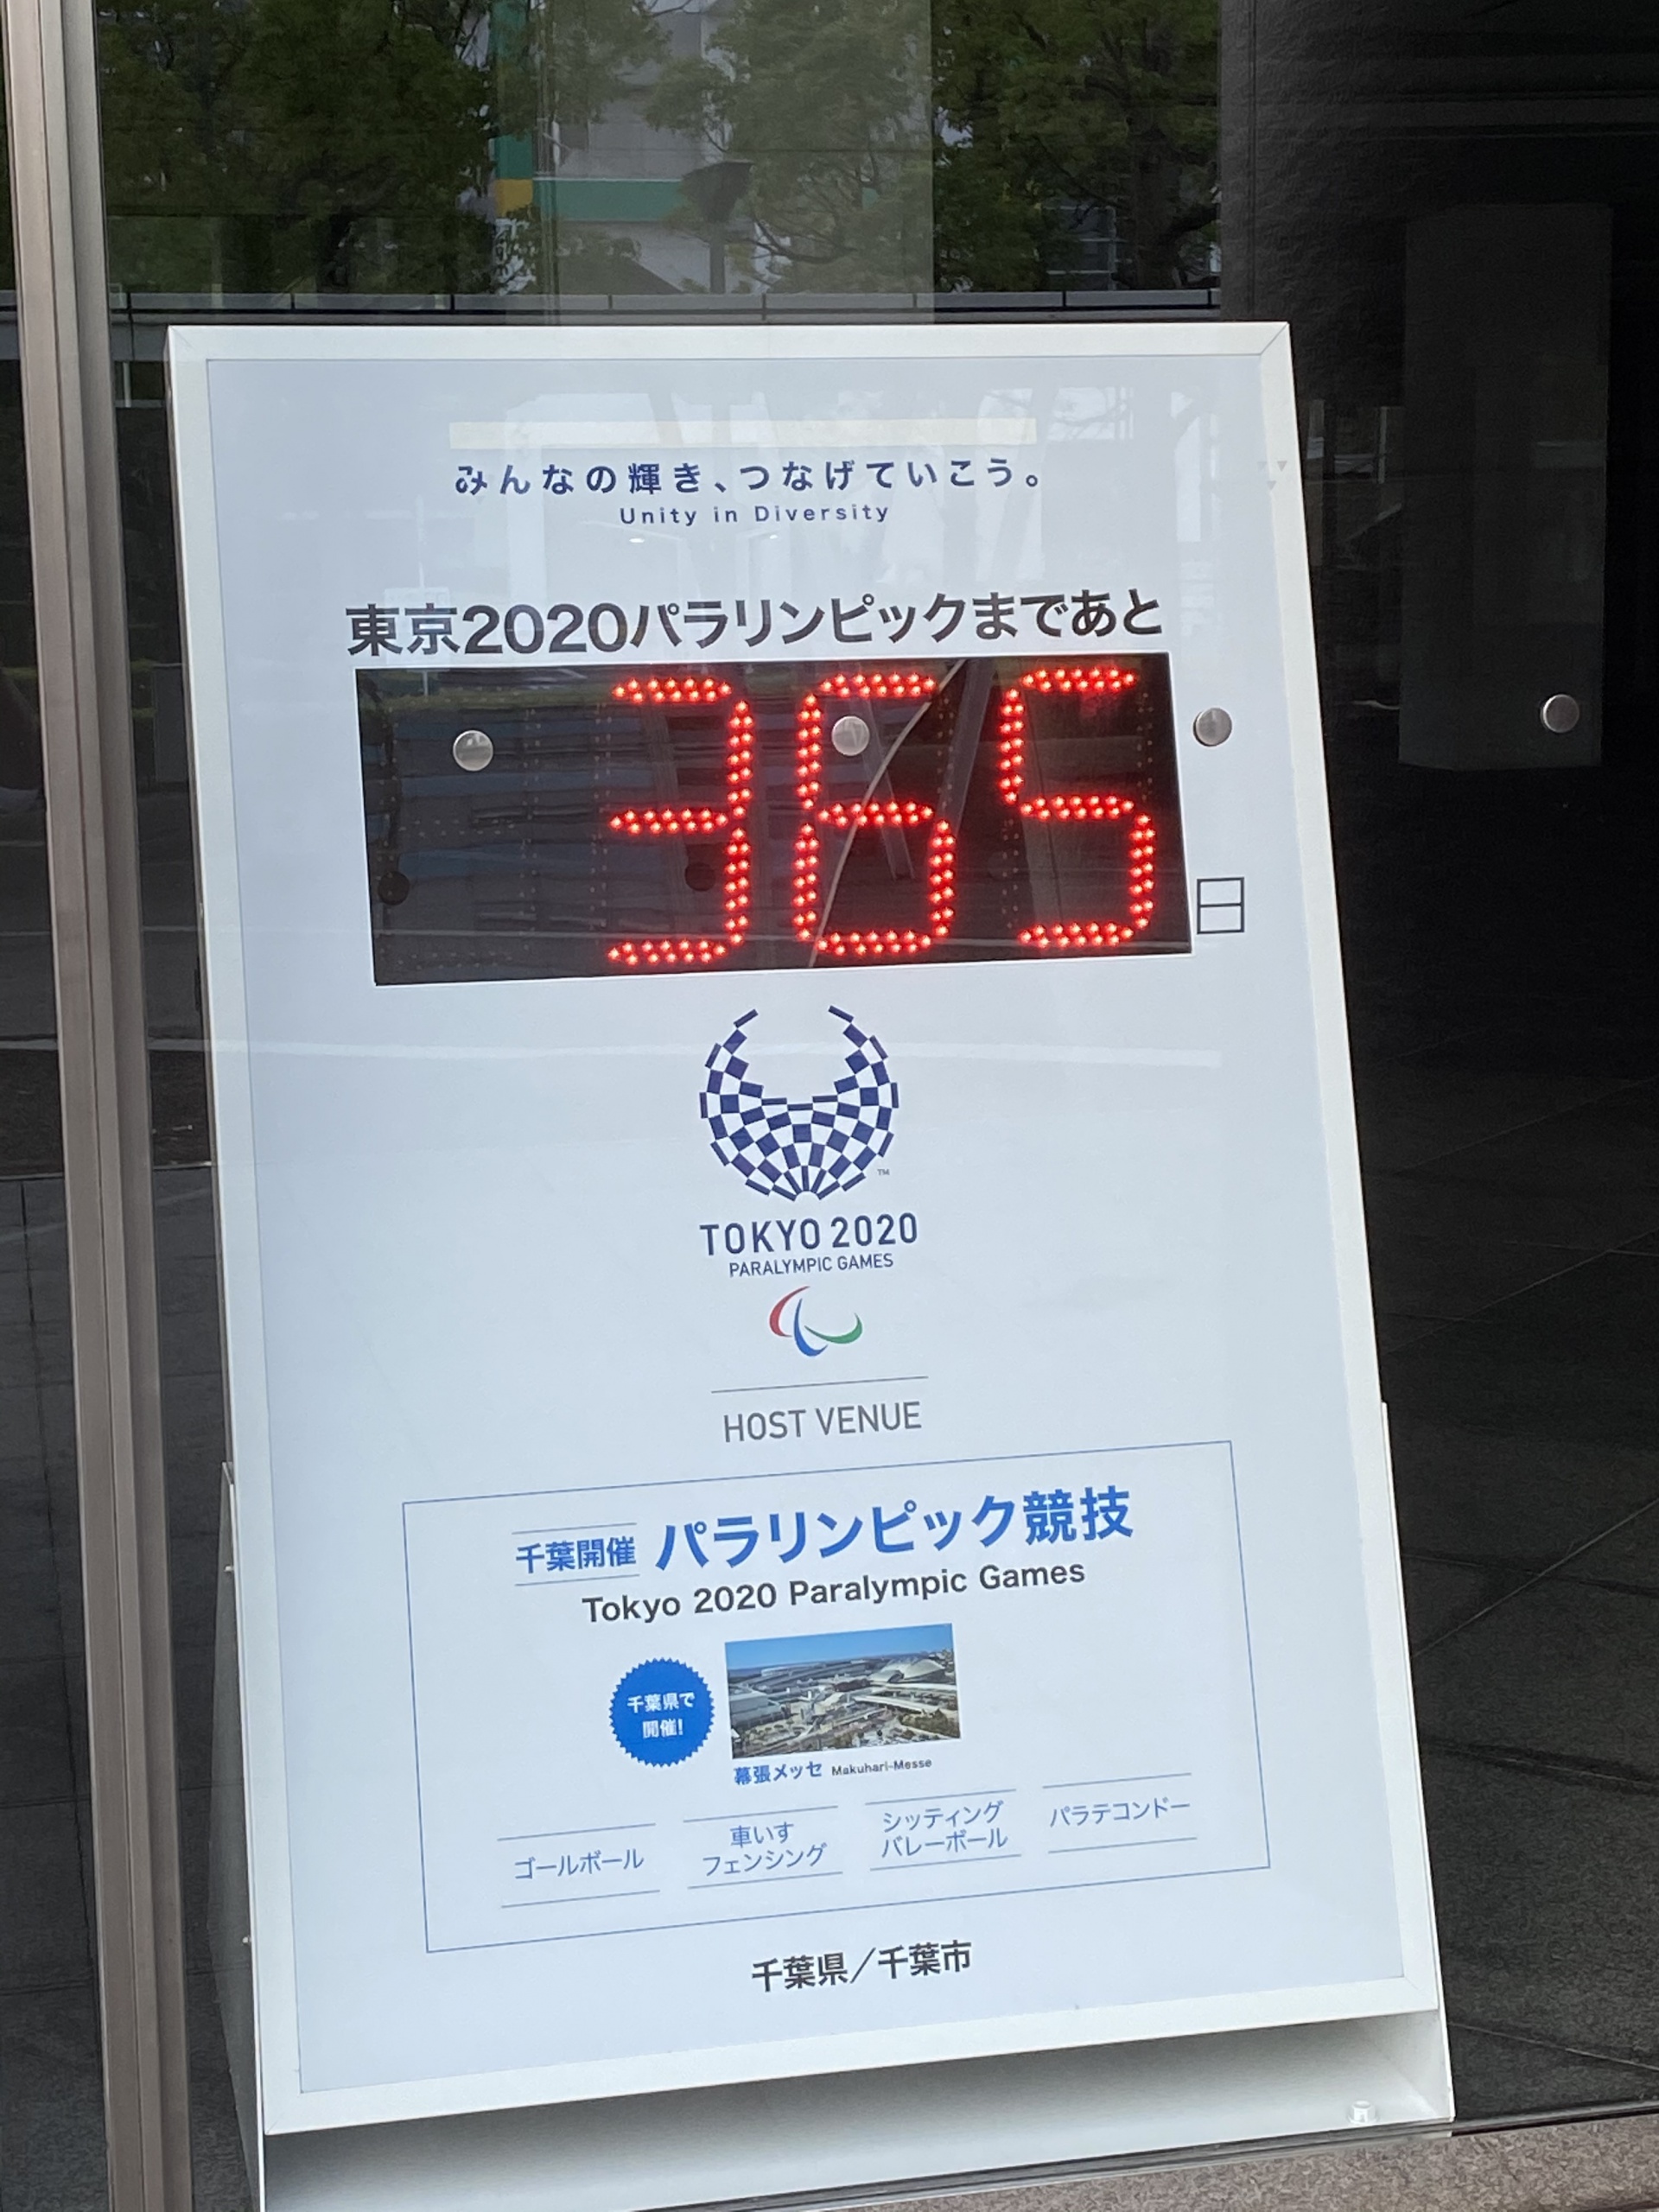 みんなの輝き、つなげていこう。
Unity in Diversity
東京2020パラリンピックまであと
365
日
TM
TOKYO 2020
PARALYMPIC GAMES
HOST VENUE
千葉開催 パラリンピック競技
Tokyo 2020 Paralympic Games
千葉県で
開催!
幕張メッセ Makuhari-Messe
ゴールボール
車いす
フェンシング
シッティング
バレーボール
パラテコンドー
千葉県／千葉市